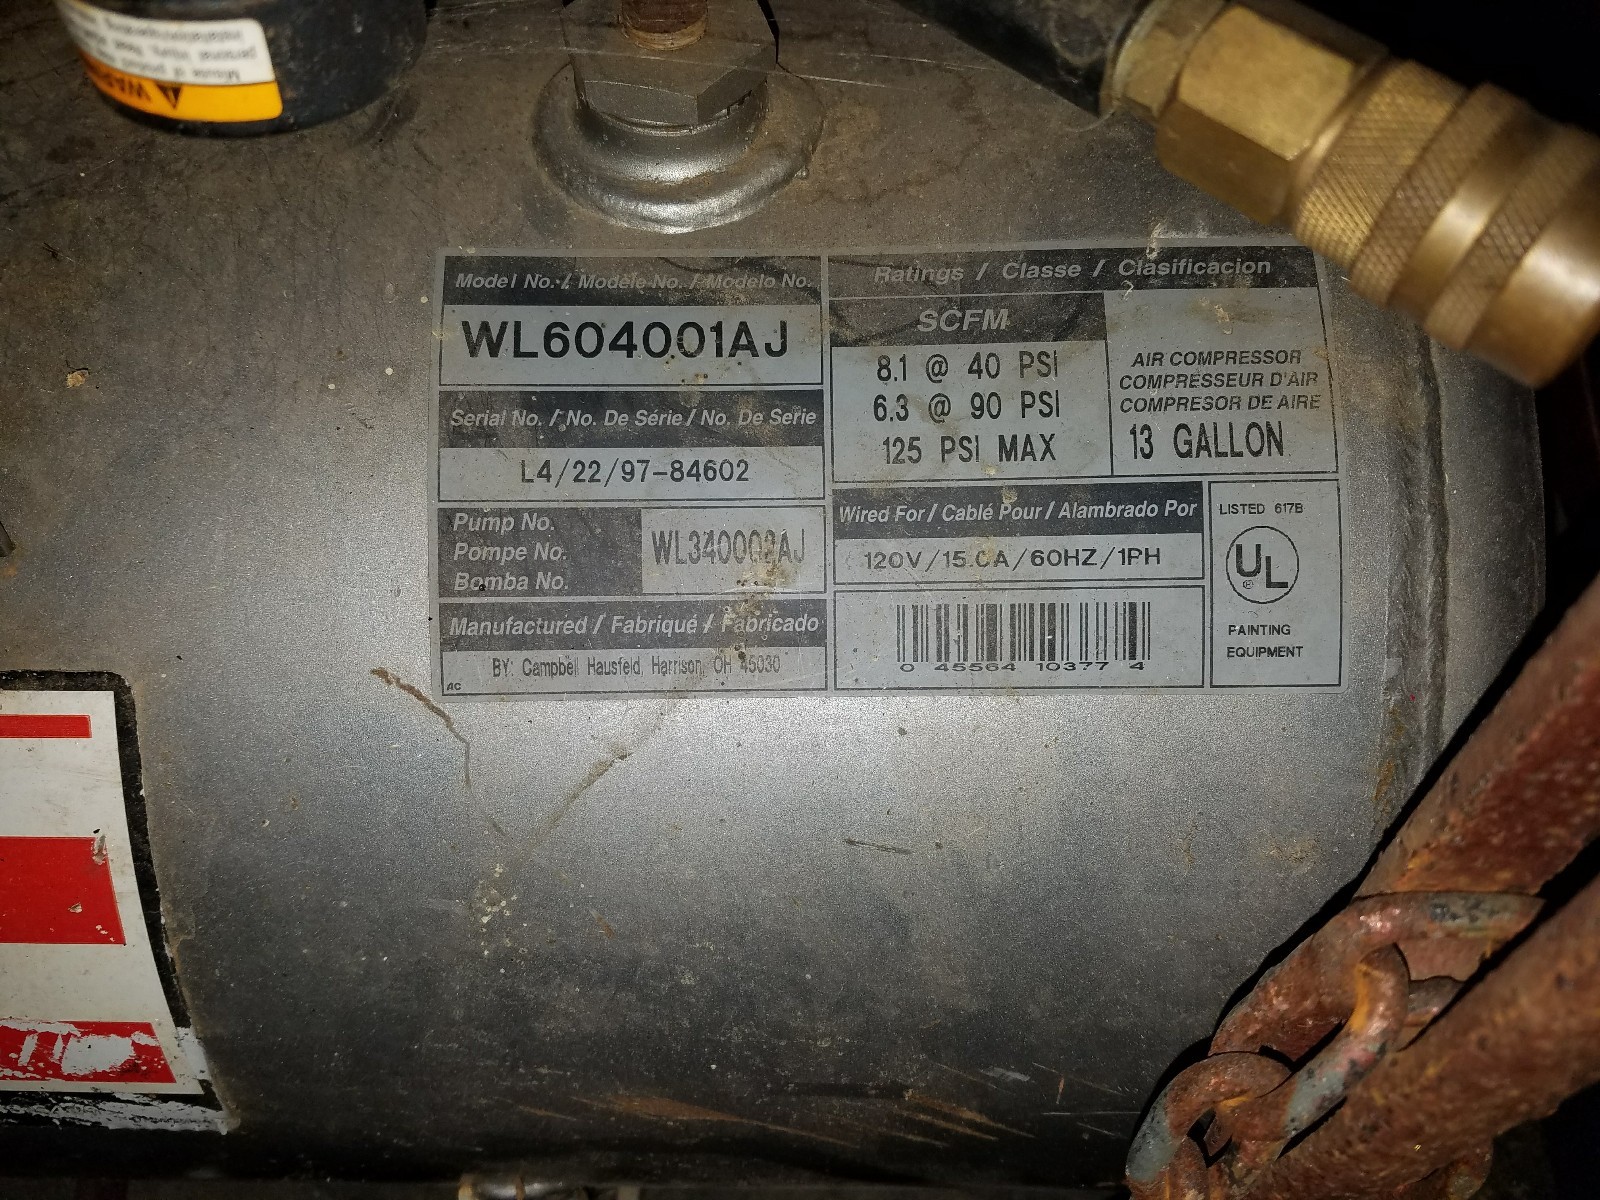 WL604001AJ
Model No. / Modèle No. / Modelo No.
Serial No. / No. De Série / No. De Serie
L4/22/97-84602
Pump No.
Pompe No.
Bomba No.
WL340002AJ
Manufactured / Fabriqué / Fabricado
BY: Campbell Hausfeld, Harrison, OH 45030
AC
Ratings / Classe / Clasificacion
SCFM
8.1 @ 40 PSI
6.3 @ 90 PSI
125 PSI MAX
AIR COMPRESSOR
COMPRESSEUR D'AIR
COMPRESOR DE AIRE
13 GALLON
Wired For / Cablé Pour / Alambrado Por
120V/15.0A/60HZ/1PH
0 45564 10377 4
LISTED 617B
UL
®
PAINTING
EQUIPMENT